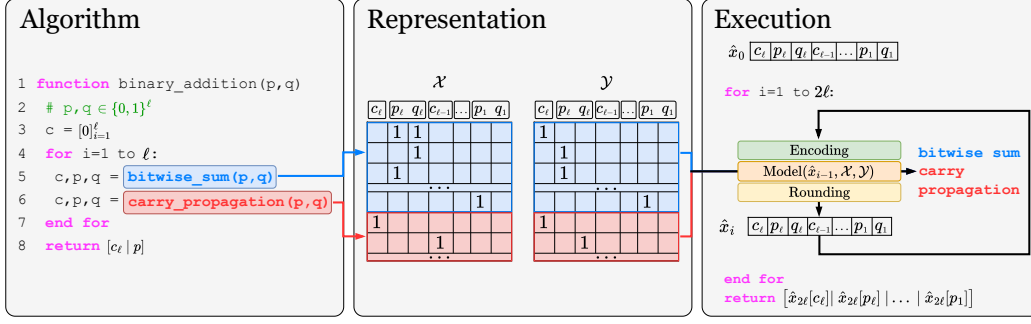 Algorithm
1 function binary_addition(p,q)
2 # p,q ∈ {0,1}^ℓ
3 c = [0]^ℓ_{i=1}
4 for i=1 to ℓ:
5 c,p,q = bitwise_sum(p,q)
6 c,p,q = carry_propagation(p,q)
7 end for
8 return [c_ℓ | p]
Representation
𝒳 𝒴
c_ℓ p_ℓ q_ℓ c_{ℓ−1} ... p_1 q_1 c_ℓ p_ℓ q_ℓ c_{ℓ−1} ... p_1 q_1
1 1 1
1 1
1 1
... ...
1 1
1 1
1 1
... ...
Execution
x̂_0 c_ℓ p_ℓ q_ℓ c_{ℓ−1} ... p_1 q_1
for i=1 to 2ℓ:
Encoding
Model(x̂_{i−1}, 𝒳, 𝒴)
Rounding
bitwise sum
carry
propagation
x̂_i c_ℓ p_ℓ q_ℓ c_{ℓ−1} ... p_1 q_1
end for
return [x̂_{2ℓ}[c_ℓ] | x̂_{2ℓ}[p_ℓ] | ... | x̂_{2ℓ}[p_1]]